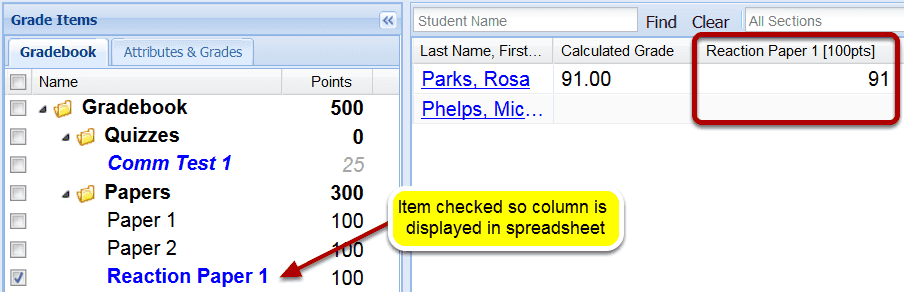 Grade Items
Gradebook Attributes & Grades
Name Points
Gradebook 500
Quizzes 0
Comm Test 1 25
Papers 300
Paper 1 100
Paper 2 100
Reaction Paper 1 100
Item checked so column is
displayed in spreadsheet
Student Name Find Clear All Sections
Last Name, First... Calculated Grade Reaction Paper 1 [100pts]
Parks, Rosa 91.00 91
Phelps, Mic...